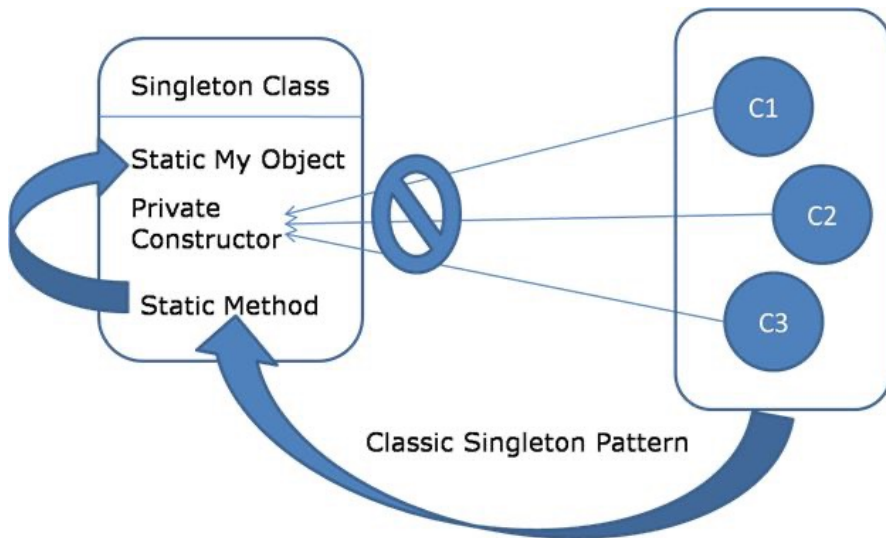 Singleton Class
Static My Object
Private
Constructor
Static Method
C1
C2
C3
Classic Singleton Pattern